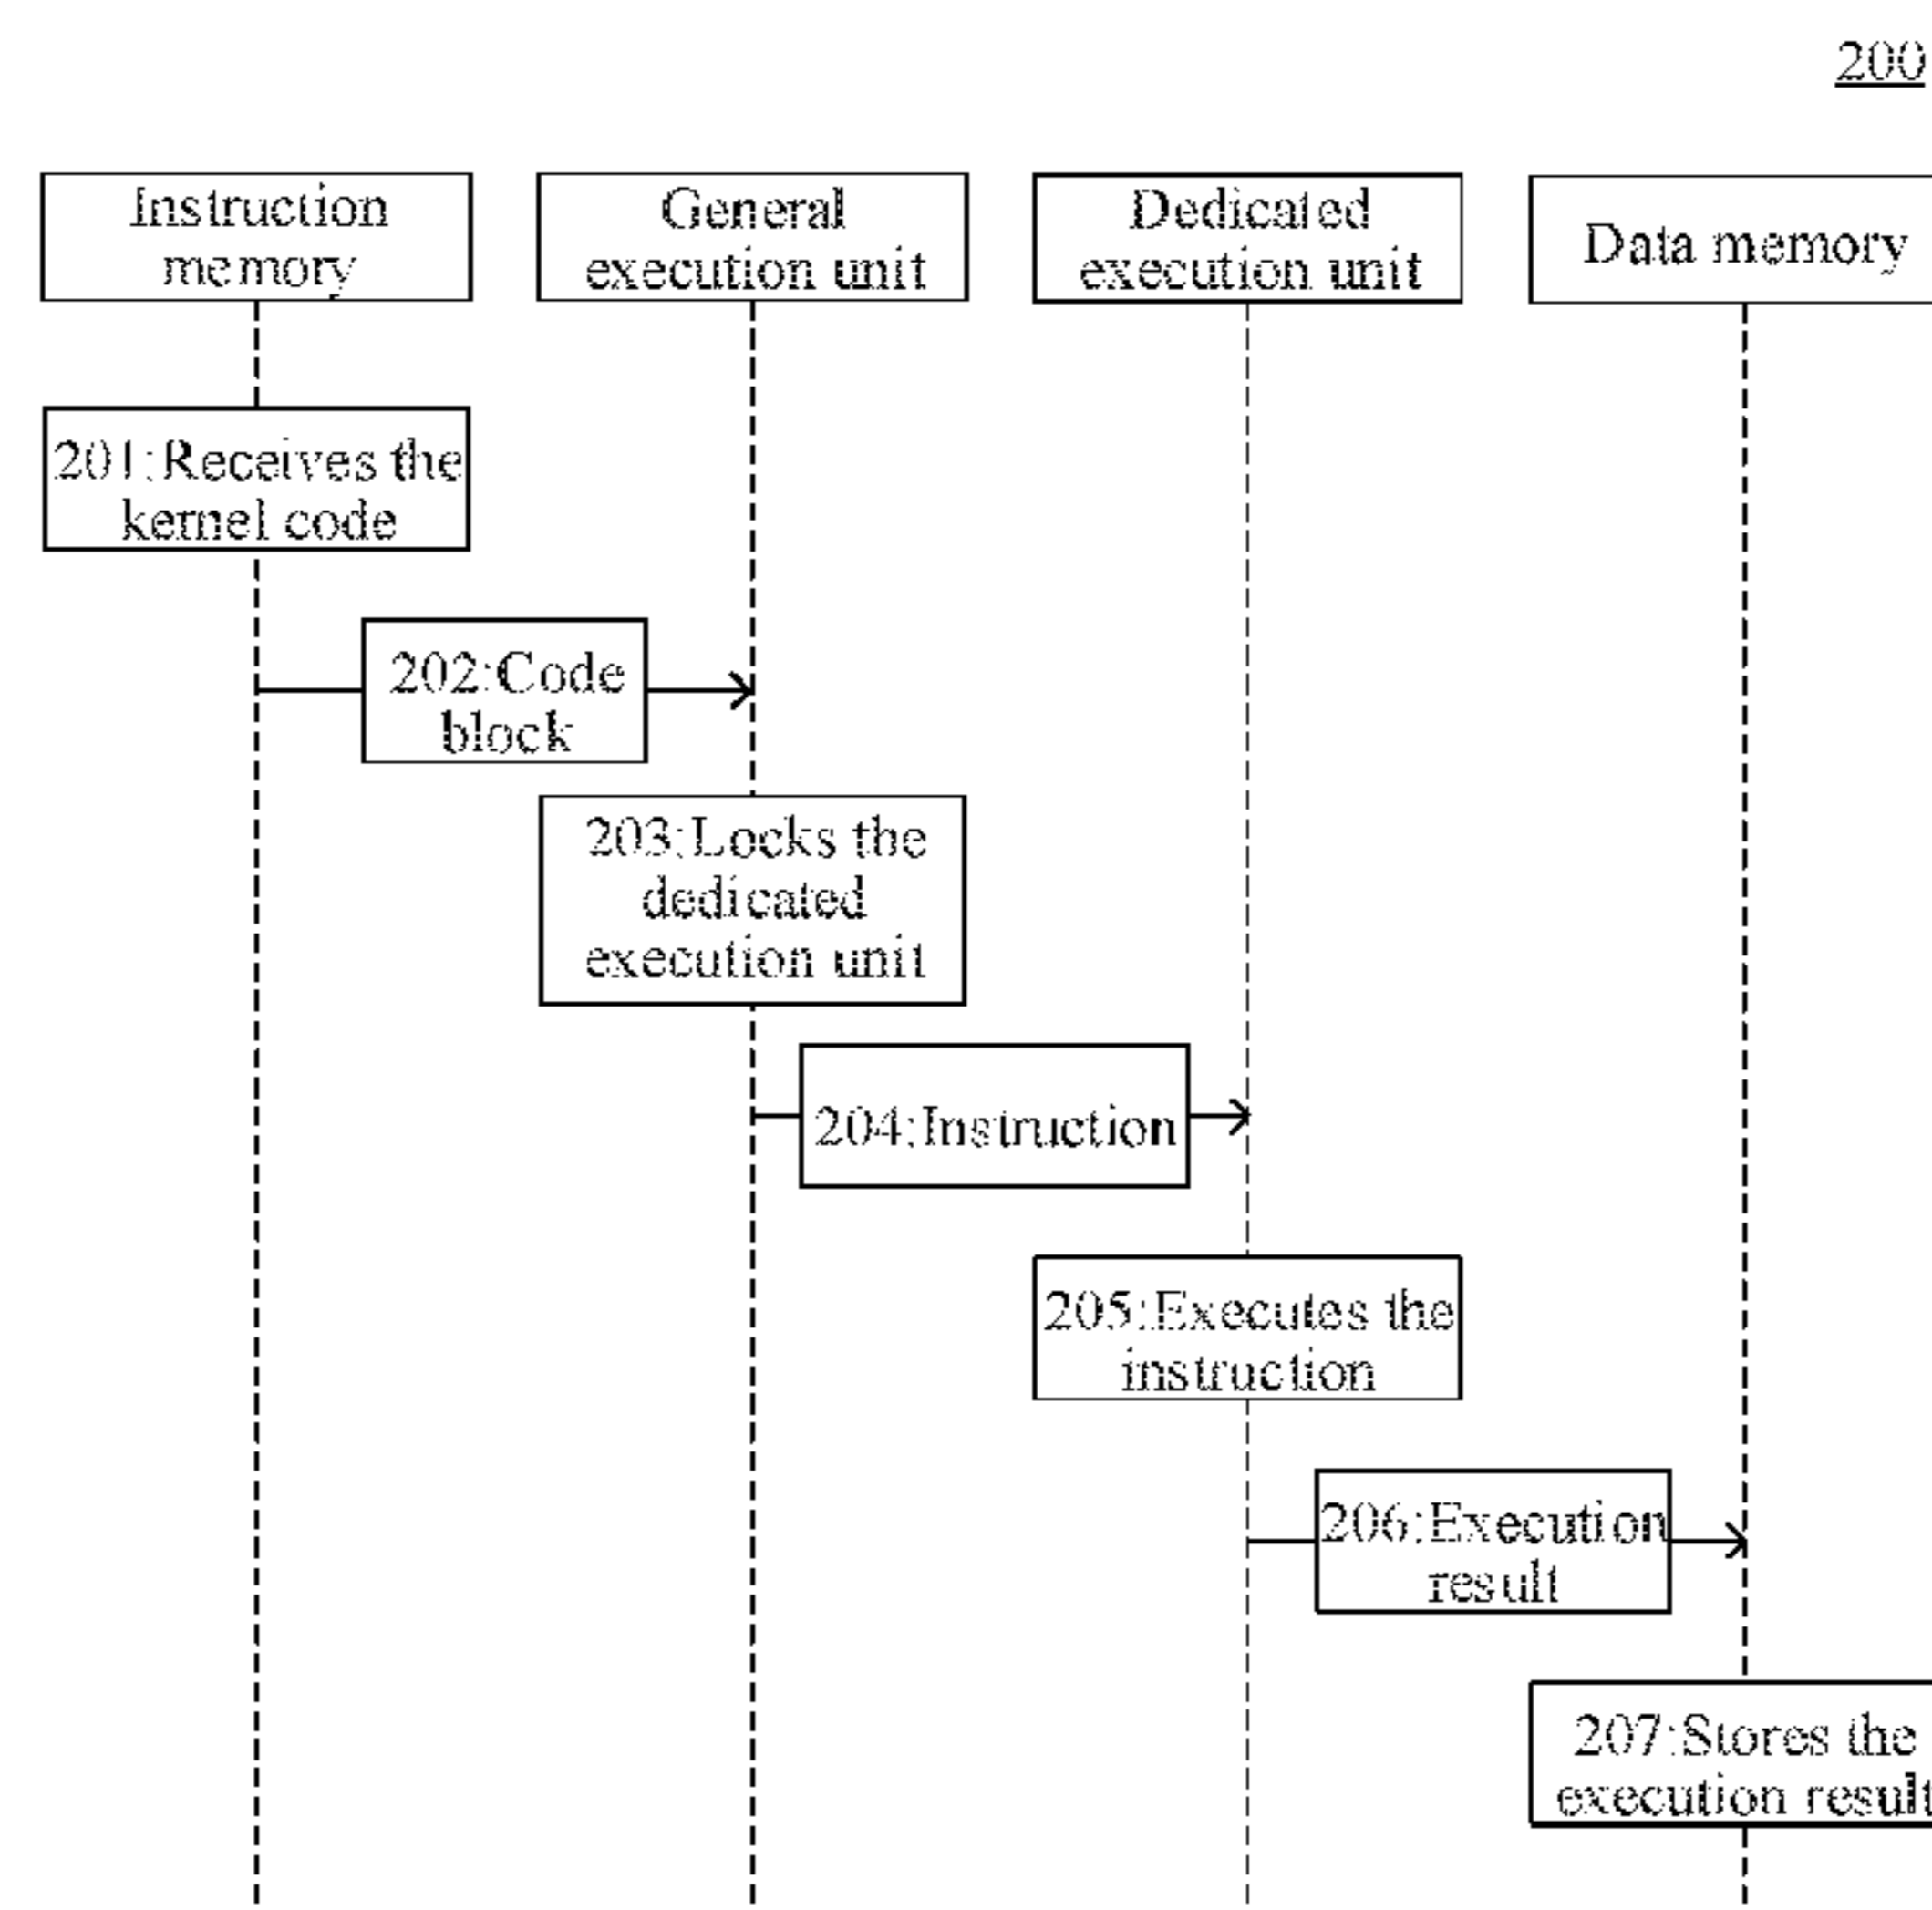 200
Instruction
memory
General
execution unit
Dedicated
execution unit
Data memory
201:Receives the
kernel code
202:Code
block
203:Locks the
dedicated
execution unit
204:Instruction
205:Executes the
instruction
206:Execution
result
207:Stores the
execution result